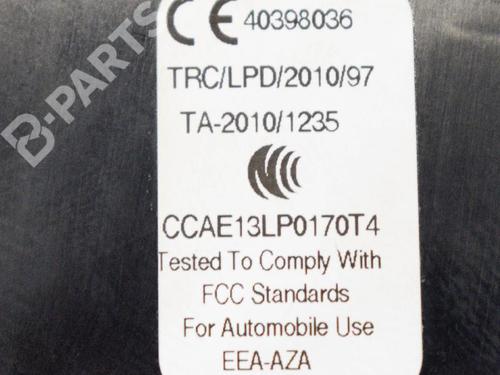 CE 40398036
TRC/LPD/2010/97
TA-2010/1235
CCAE13LP0170T4
Tested To Comply With
FCC Standards
For Automobile Use
EEA-AZA
B-PARTS